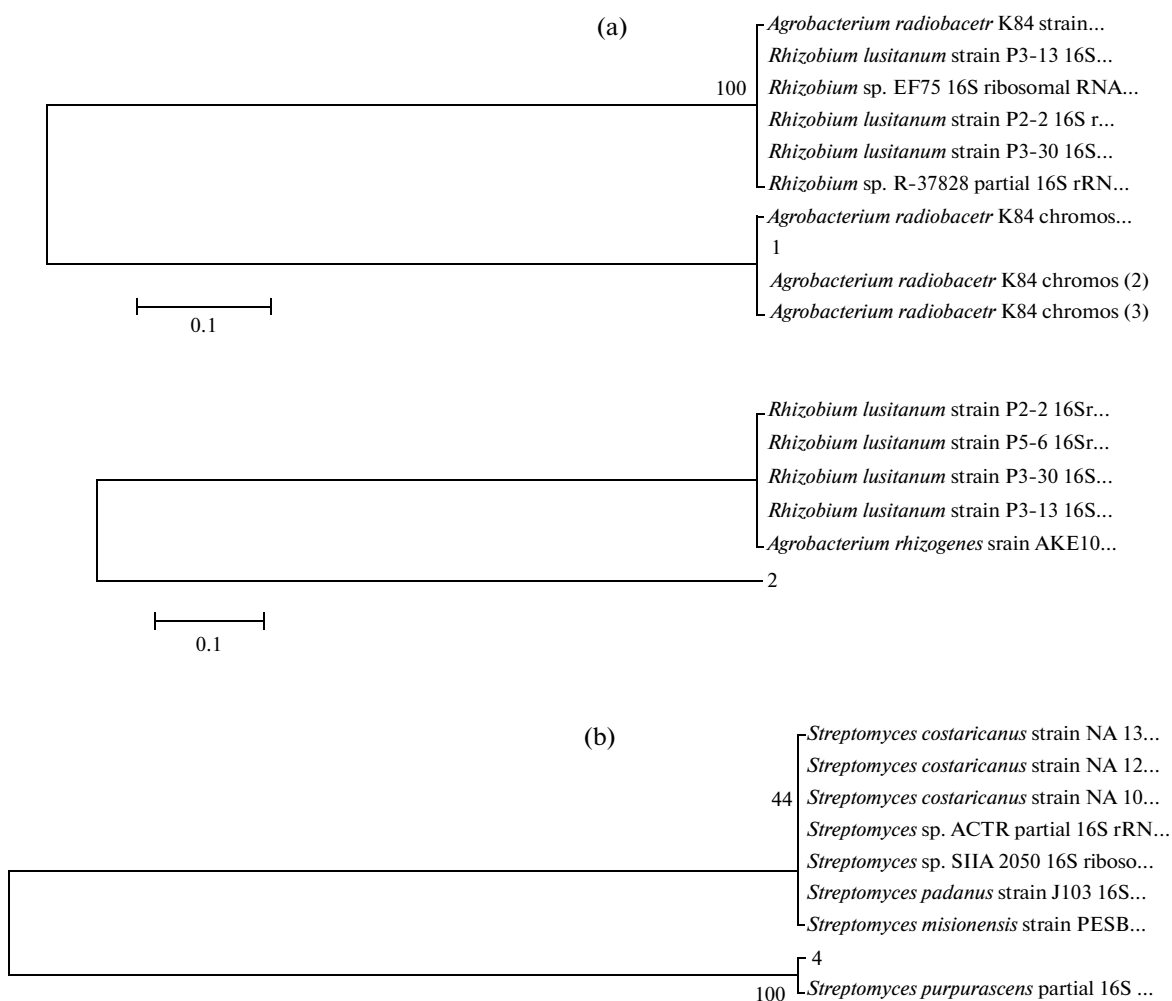 (a)
Agrobacterium radiobacetr K84 strain...
Rhizobium lusitanum strain P3-13 16S...
100
Rhizobium sp. EF75 16S ribosomal RNA...
Rhizobium lusitanum strain P2-2 16S r...
Rhizobium lusitanum strain P3-30 16S...
Rhizobium sp. R-37828 partial 16S rRN...
Agrobacterium radiobacetr K84 chromos...
1
Agrobacterium radiobacetr K84 chromos (2)
Agrobacterium radiobacetr K84 chromos (3)
0.1
Rhizobium lusitanum strain P2-2 16Sr...
Rhizobium lusitanum strain P5-6 16Sr...
Rhizobium lusitanum strain P3-30 16S...
Rhizobium lusitanum strain P3-13 16S...
Agrobacterium rhizogenes srain AKE10...
2
0.1
(b)
Streptomyces costaricanus strain NA 13...
Streptomyces costaricanus strain NA 12...
44
Streptomyces costaricanus strain NA 10...
Streptomyces sp. ACTR partial 16S rRN...
Streptomyces sp. SIIA 2050 16S riboso...
Streptomyces padanus strain J103 16S...
Streptomyces misionensis strain PESB...
4
100
Streptomyces purpurascens partial 16S ...